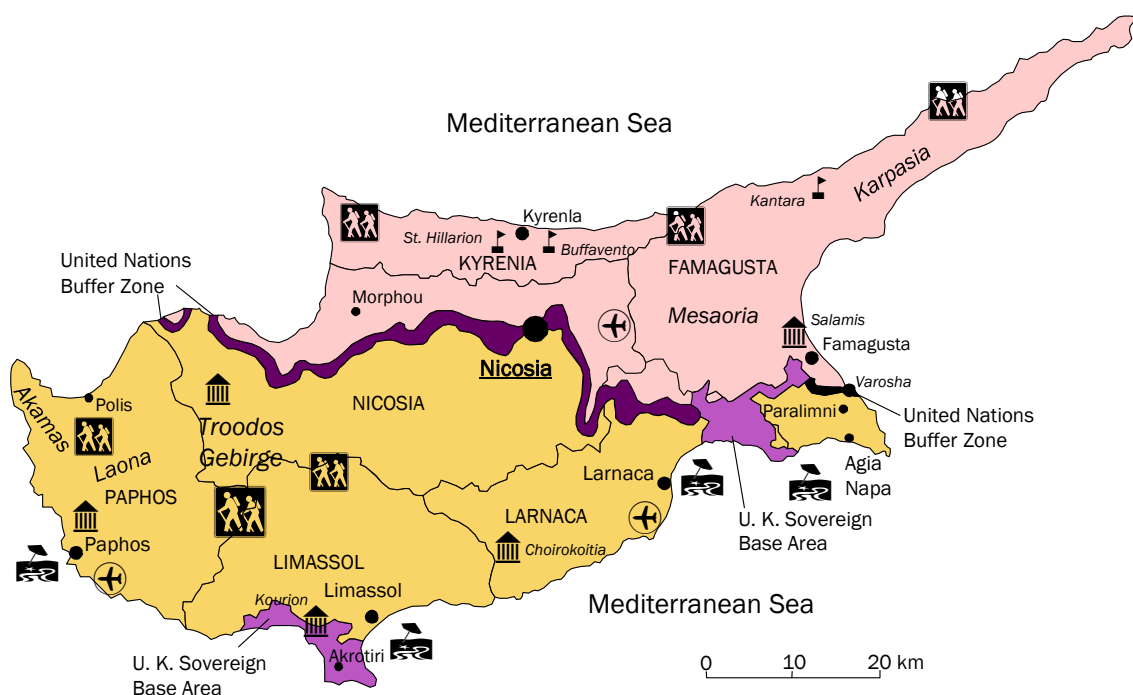 Mediterranean Sea
Karpasia
Kantara
Kyrenla
St. Hillarion
Buffavento
KYRENIA
FAMAGUSTA
United Nations
Buffer Zone
Morphou
Mesaoria
Salamis
Famagusta
Nicosia
Varosha
Akamas
Polis
NICOSIA
Paralimni
United Nations
Buffer Zone
Troodos
Gebirge
Laona
Agia
Napa
PAPHOS
Larnaca
LARNACA
U. K. Sovereign
Base Area
Paphos
Choirokoitia
LIMASSOL
Limassol
Kourion
Mediterranean Sea
Akrotiri
U. K. Sovereign
Base Area
0 10 20 km